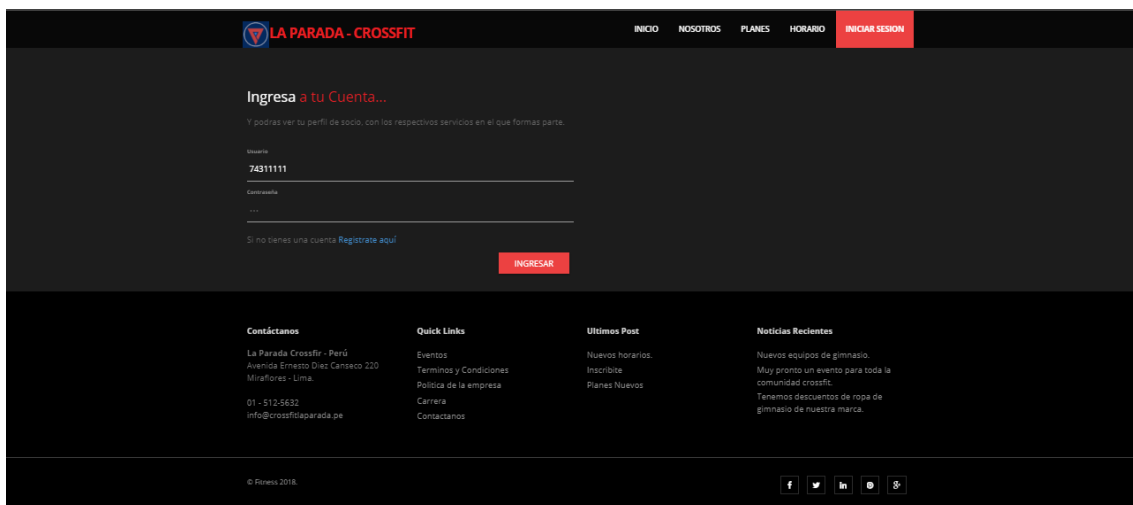 LA PARADA - CROSSFIT
INICIO
NOSOTROS
PLANES
HORARIO
INICIAR SESION
Ingresa a tu Cuenta...
Y podras ver tu perfil de socio, con los respectivos servicios en el que formas parte.
Usuario
74311111
Contraseña
...
Si no tienes una cuenta Registrate aquí
INGRESAR
Contáctanos
La Parada Crossfir - Perú
Avenida Ernesto Diez Canseco 220
Miraflores - Lima.
01 - 512-5632
info@crossfitlaparada.pe
Quick Links
Eventos
Terminos y Condiciones
Politica de la empresa
Carrera
Contactanos
Ultimos Post
Nuevos horarios.
Inscribite
Planes Nuevos
Noticias Recientes
Nuevos equipos de gimnasio.
Muy pronto un evento para toda la
comunidad crossfit.
Tenemos descuentos de ropa de
gimnasio de nuestra marca.
© Fitness 2018.